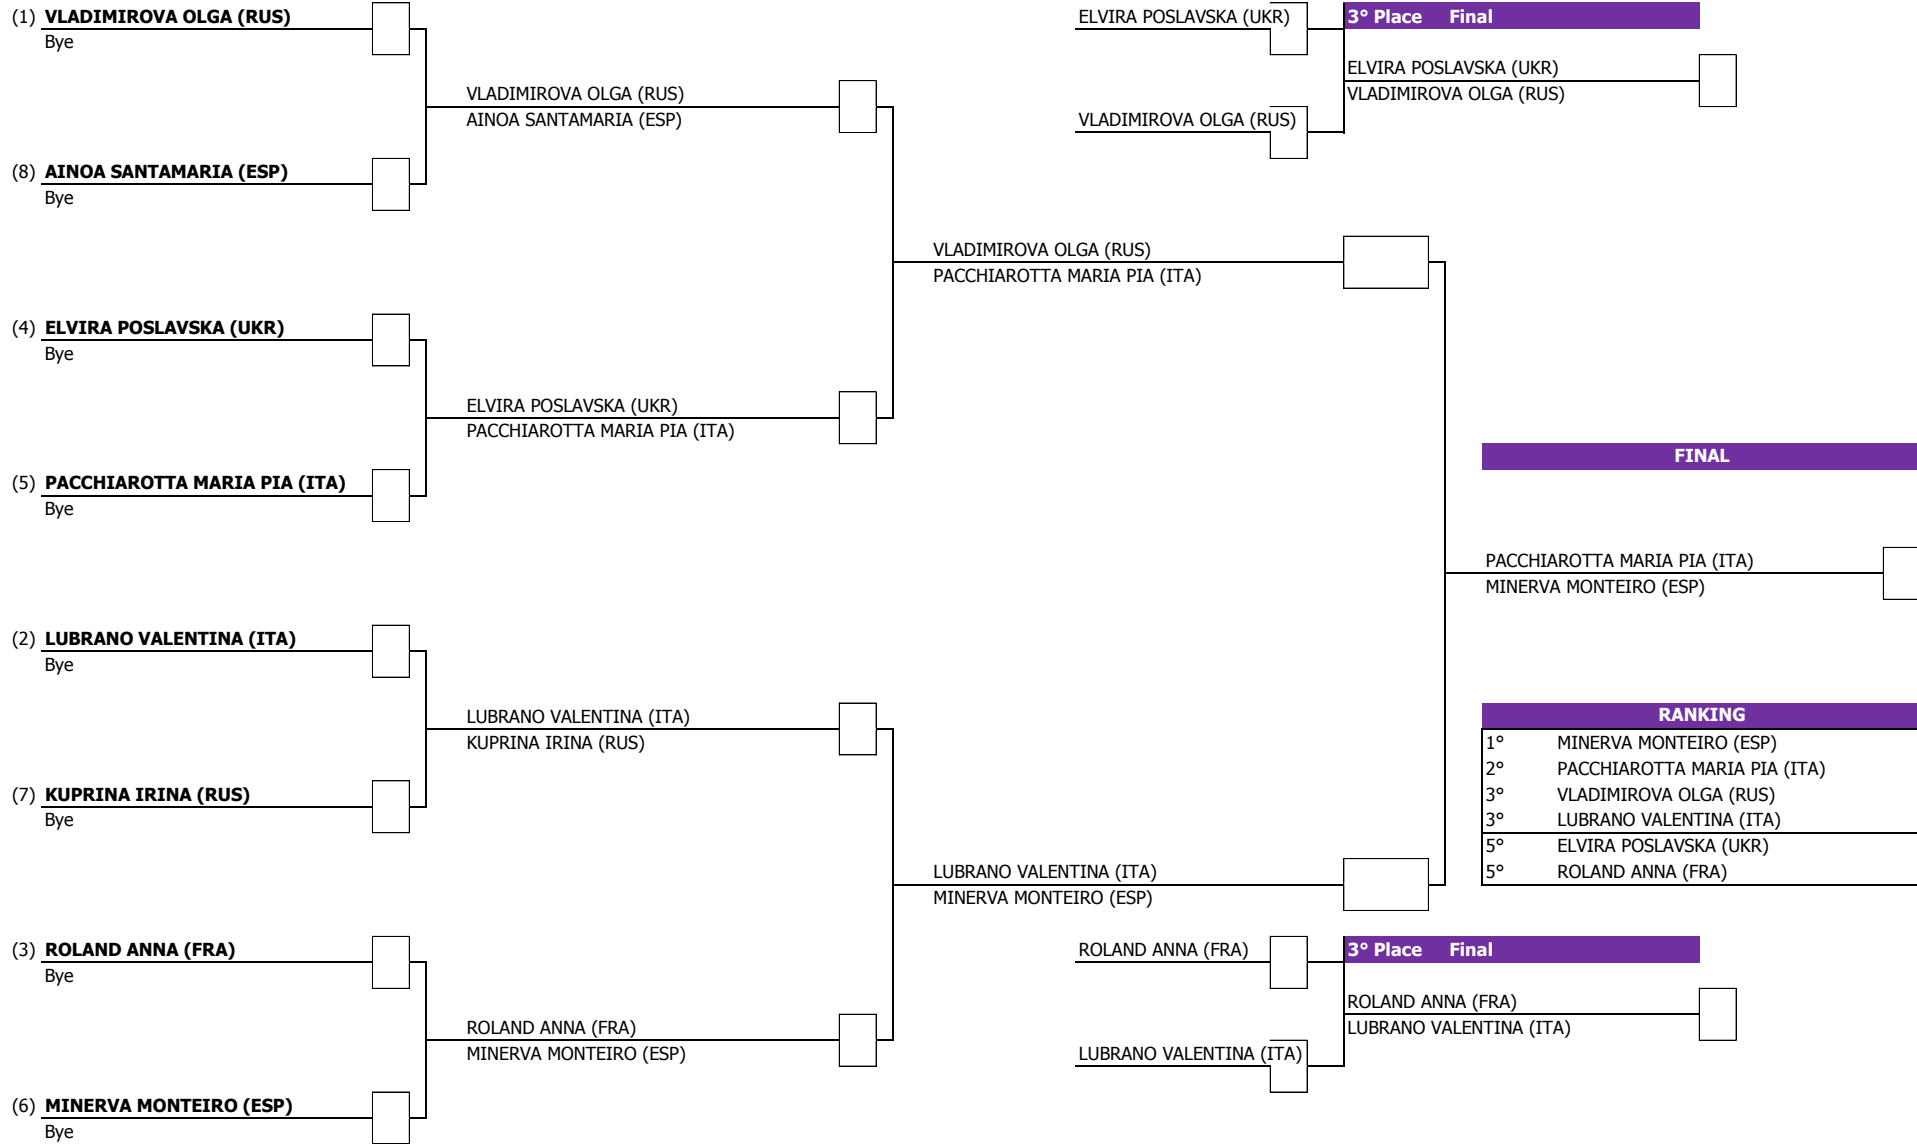 (1) VLADIMIROVA OLGA (RUS)
Bye
(8) AINOA SANTAMARIA (ESP)
Bye
(4) ELVIRA POSLAVSKA (UKR)
Bye
(5) PACCHIAROTTA MARIA PIA (ITA)
Bye
(2) LUBRANO VALENTINA (ITA)
Bye
(7) KUPRINA IRINA (RUS)
Bye
(3) ROLAND ANNA (FRA)
Bye
(6) MINERVA MONTEIRO (ESP)
Bye
VLADIMIROVA OLGA (RUS)
AINOA SANTAMARIA (ESP)
ELVIRA POSLAVSKA (UKR)
PACCHIAROTTA MARIA PIA (ITA)
LUBRANO VALENTINA (ITA)
KUPRINA IRINA (RUS)
ROLAND ANNA (FRA)
MINERVA MONTEIRO (ESP)
VLADIMIROVA OLGA (RUS)
PACCHIAROTTA MARIA PIA (ITA)
LUBRANO VALENTINA (ITA)
MINERVA MONTEIRO (ESP)
ELVIRA POSLAVSKA (UKR)
VLADIMIROVA OLGA (RUS)
3° Place Final
ELVIRA POSLAVSKA (UKR)
VLADIMIROVA OLGA (RUS)
FINAL
PACCHIAROTTA MARIA PIA (ITA)
MINERVA MONTEIRO (ESP)
RANKING
1° MINERVA MONTEIRO (ESP)
2° PACCHIAROTTA MARIA PIA (ITA)
3° VLADIMIROVA OLGA (RUS)
3° LUBRANO VALENTINA (ITA)
5° ELVIRA POSLAVSKA (UKR)
5° ROLAND ANNA (FRA)
ROLAND ANNA (FRA)
LUBRANO VALENTINA (ITA)
3° Place Final
ROLAND ANNA (FRA)
LUBRANO VALENTINA (ITA)